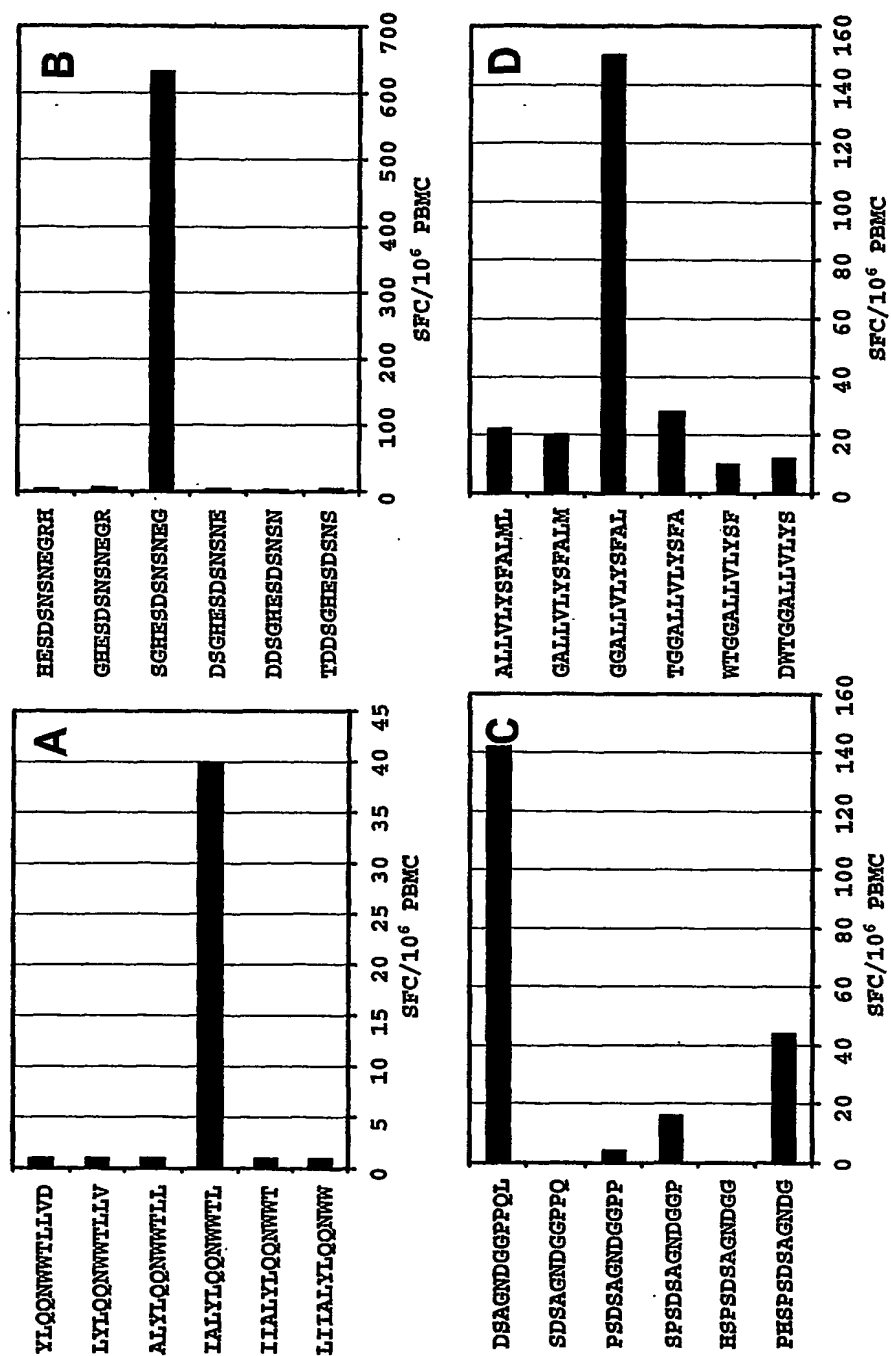 A
YLQQNWWTLLVD
LYLQQNWWTLLV
ALYLQQNWWTLL
IALYLQQNWWTL
IIALYLQQNWWT
LIIALYLQQNWW
0 5 10 15 20 25 30 35 40 45
SFC/10⁶ PBMC
B
HESDSNSNEGRH
GHESDSNSNEGR
SGHESDSNSNEG
DSGHESDSNSNE
DDSGHESDSNSN
TDDSGHESDSNS
0 100 200 300 400 500 600 700
SFC/10⁶ PBMC
C
DSAGNDGGPPQL
SDSAGNDGGPPQ
PSDSAGNDGGPP
SPSDSAGNDGGP
HSPSDSAGNDGG
PHSPSDSAGNDG
0 20 40 60 80 100 120 140 160
SFC/10⁶ PBMC
D
ALLVLYSFALML
GALLVLYSFALM
GGALLVLYSFAL
TGGALLVLYSFA
WTGGALLVLYSF
DWTGGALLVLYS
0 20 40 60 80 100 120 140 160
SFC/10⁶ PBMC